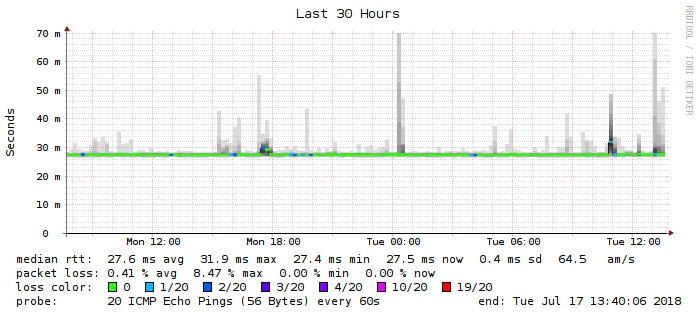 Last 30 Hours
RRDTOOL / TOBI OETIKER
Seconds
70 m
60 m
50 m
40 m
30 m
20 m
10 m
0
Mon 12:00 Mon 18:00 Tue 00:00 Tue 06:00 Tue 12:00
median rtt: 27.6 ms avg 31.9 ms max 27.4 ms min 27.5 ms now 0.4 ms sd 64.5 am/s
packet loss: 0.41 % avg 8.47 % max 0.00 % min 0.00 % now
loss color: 0 1/20 2/20 3/20 4/20 10/20 19/20
probe: 20 ICMP Echo Pings (56 Bytes) every 60s end: Tue Jul 17 13:40:06 2018